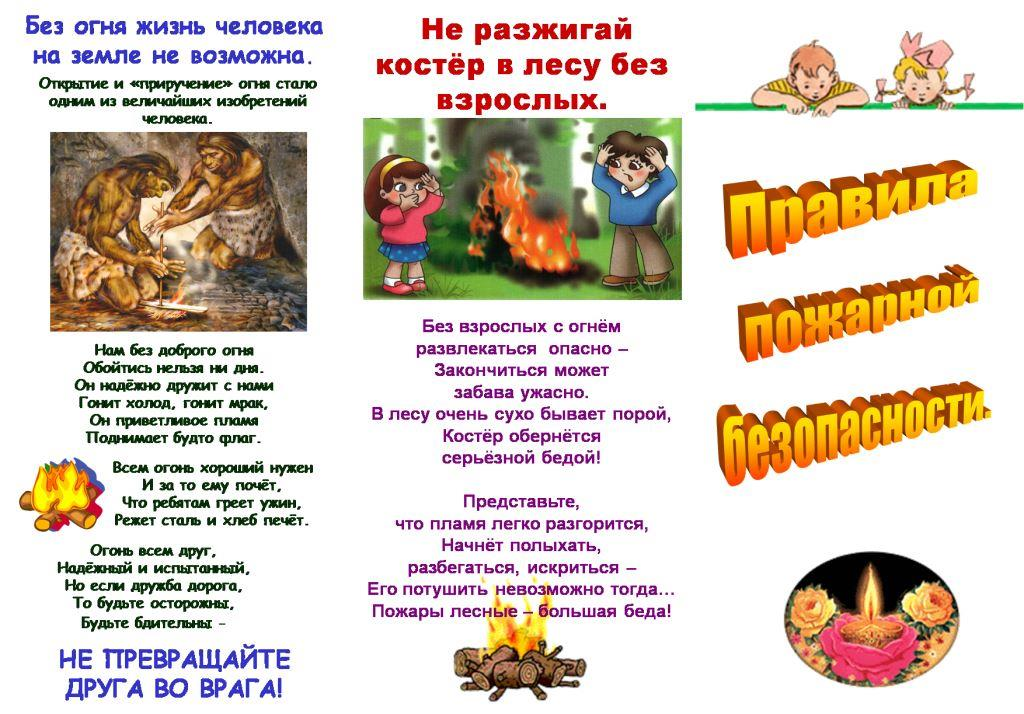 Без огня жизнь человека
на земле не возможна.
Открытие и «приручение» огня стало
одним из величайших изобретений
человека.
Нам без доброго огня
Обойтись нельзя ни дня.
Он надёжно дружит с нами
Гонит холод, гонит мрак,
Он приветливое пламя
Поднимает будто флаг.
Всем огонь хороший нужен
И за то ему почёт,
Что ребятам греет ужин,
Режет сталь и хлеб печёт.
Огонь всем друг,
Надёжный и испытанный,
Но если дружба дорога,
То будьте осторожны,
Будьте бдительны –
НЕ ПРЕВРАЩАЙТЕ
ДРУГА ВО ВРАГА!
Не разжигай
костёр в лесу без
взрослых.
Без взрослых с огнём
развлекаться опасно –
Закончиться может
забава ужасно.
В лесу очень сухо бывает порой,
Костёр обернётся
серьёзной бедой!
Представьте,
что пламя легко разгорится,
Начнёт полыхать,
разбегаться, искриться –
Его потушить невозможно тогда…
Пожары лесные – большая беда!
Правила
пожарной
безопасности.